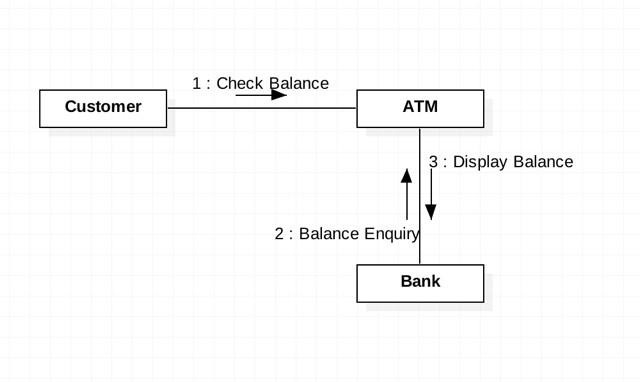 1 : Check Balance
Customer
ATM
3 : Display Balance
2 : Balance Enquiry
Bank